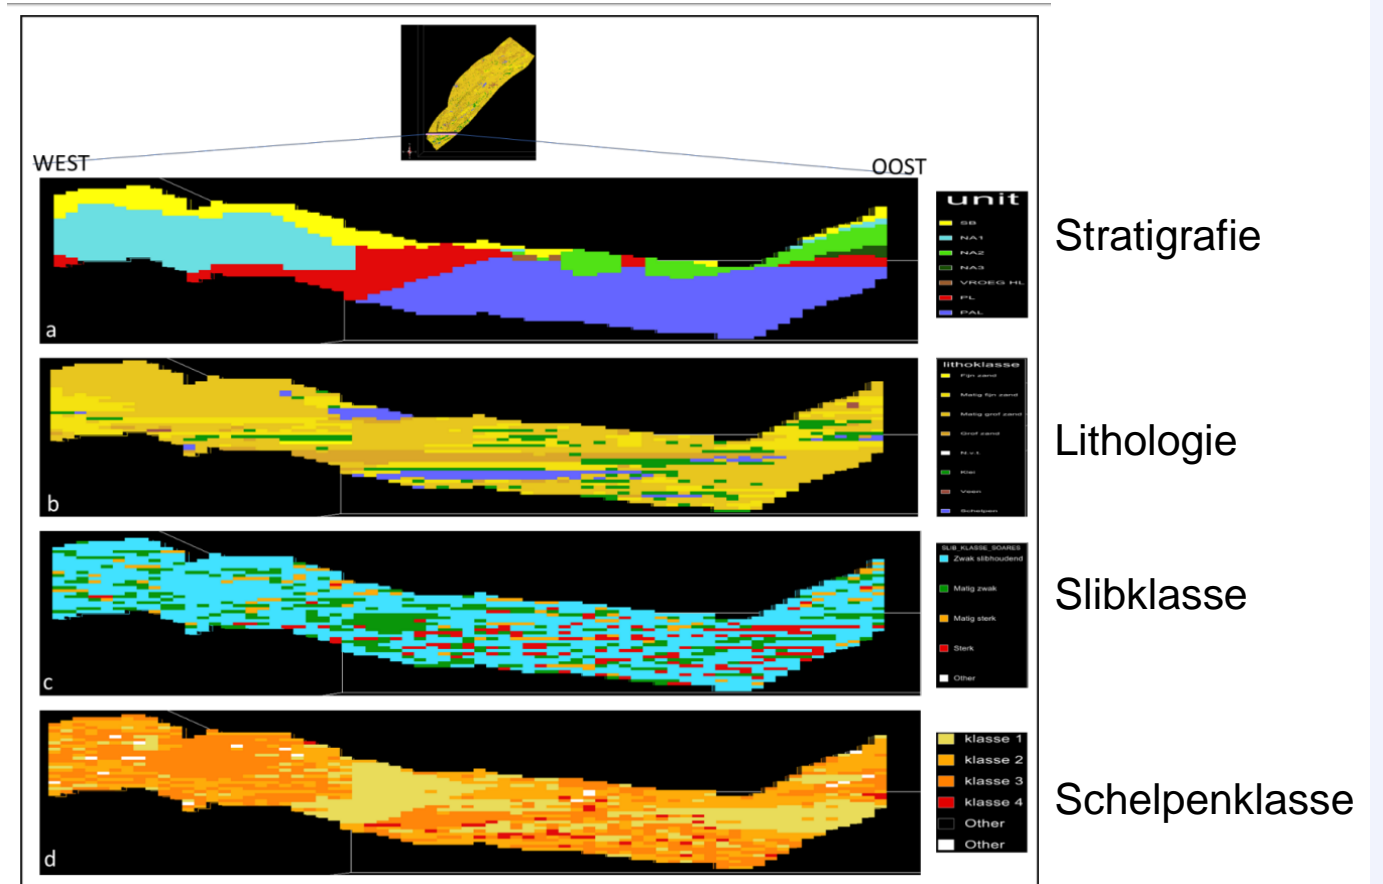 WEST
OOST
unit
SB
NA1
NA2
NA3
VROEG HL
PL
PAL
a
Stratigrafie
lithoklasse
Fijn zand
Matig fijn zand
Matig grof zand
Grof zand
N.v.t.
Klei
Veen
Schelpen
b
Lithologie
SLIB_KLASSE_SOARES
Zwak slibhoudend
Matig zwak
Matig sterk
Sterk
Other
c
Slibklasse
klasse 1
klasse 2
klasse 3
klasse 4
Other
Other
d
Schelpenklasse